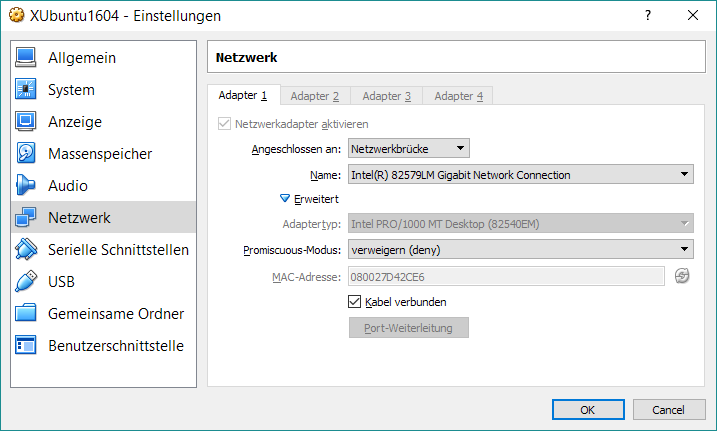 XUbuntu1604 - Einstellungen
?
Allgemein
System
Anzeige
Massenspeicher
Audio
Netzwerk
Serielle Schnittstellen
USB
Gemeinsame Ordner
Benutzerschnittstelle
Netzwerk
Adapter 1 Adapter 2 Adapter 3 Adapter 4
Netzwerkadapter aktivieren
Angeschlossen an: Netzwerkbrücke
Name: Intel(R) 82579LM Gigabit Network Connection
Erweitert
Adaptertyp: Intel PRO/1000 MT Desktop (82540EM)
Promiscuous-Modus: verweigern (deny)
MAC-Adresse: 080027D42CE6
Kabel verbunden
Port-Weiterleitung
OK Cancel